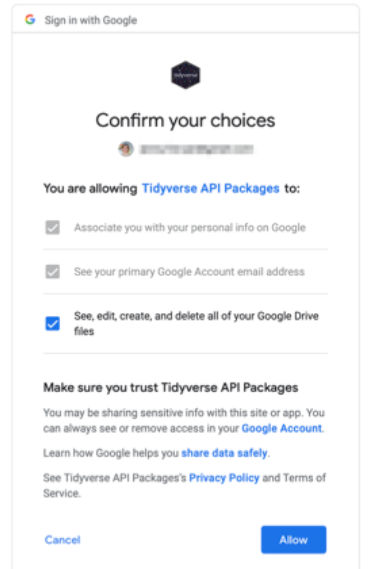 Sign in with Google
tidyverse
Confirm your choices
You are allowing Tidyverse API Packages to:
Associate you with your personal info on Google
See your primary Google Account email address
See, edit, create, and delete all of your Google Drive
files
Make sure you trust Tidyverse API Packages
You may be sharing sensitive info with this site or app. You
can always see or remove access in your Google Account.
Learn how Google helps you share data safely.
See Tidyverse API Packages's Privacy Policy and Terms of
Service.
Cancel
Allow